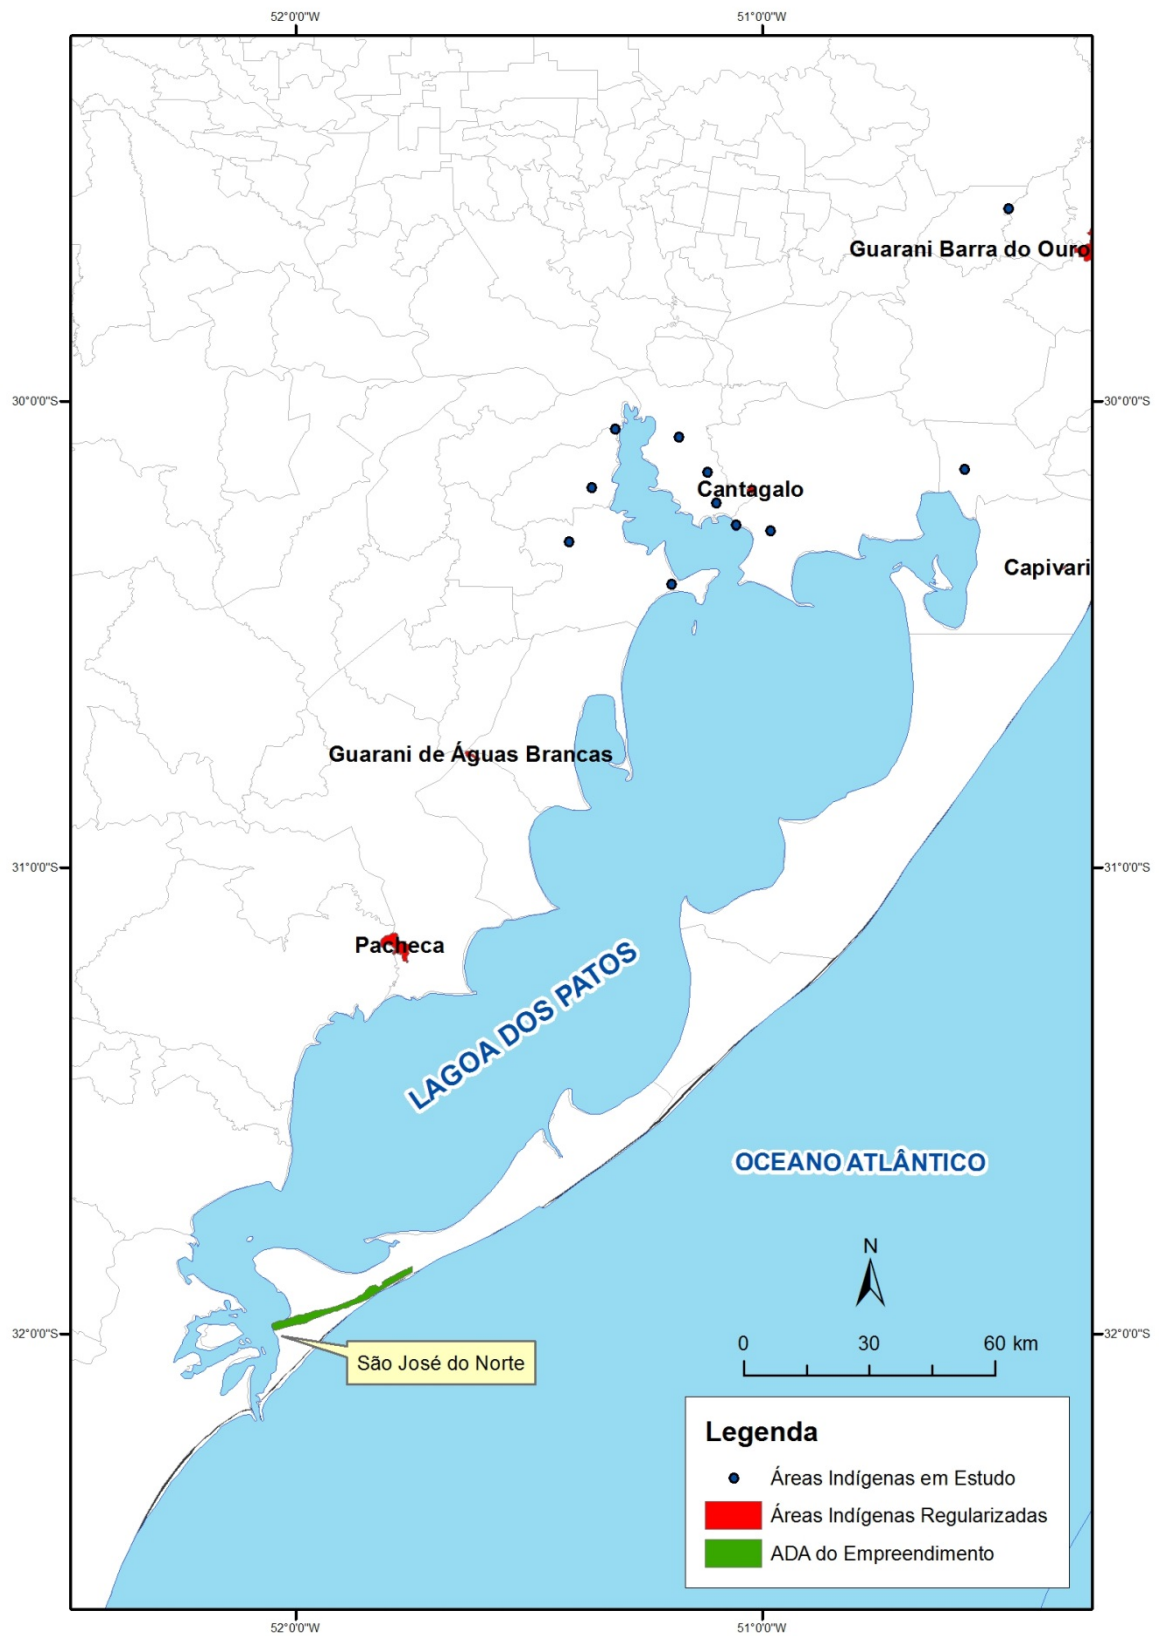 52°0'0"W
51°0'0"W
Guarani Barra do Ouro
30°0'0"S
30°0'0"S
Cantagalo
Capivari
Guarani de Águas Brancas
31°0'0"S
31°0'0"S
Pacheca
LAGOA DOS PATOS
OCEANO ATLÂNTICO
N
32°0'0"S
32°0'0"S
0 30 60 km
São José do Norte
Legenda
Áreas Indígenas em Estudo
Áreas Indígenas Regularizadas
ADA do Empreendimento
52°0'0"W
51°0'0"W